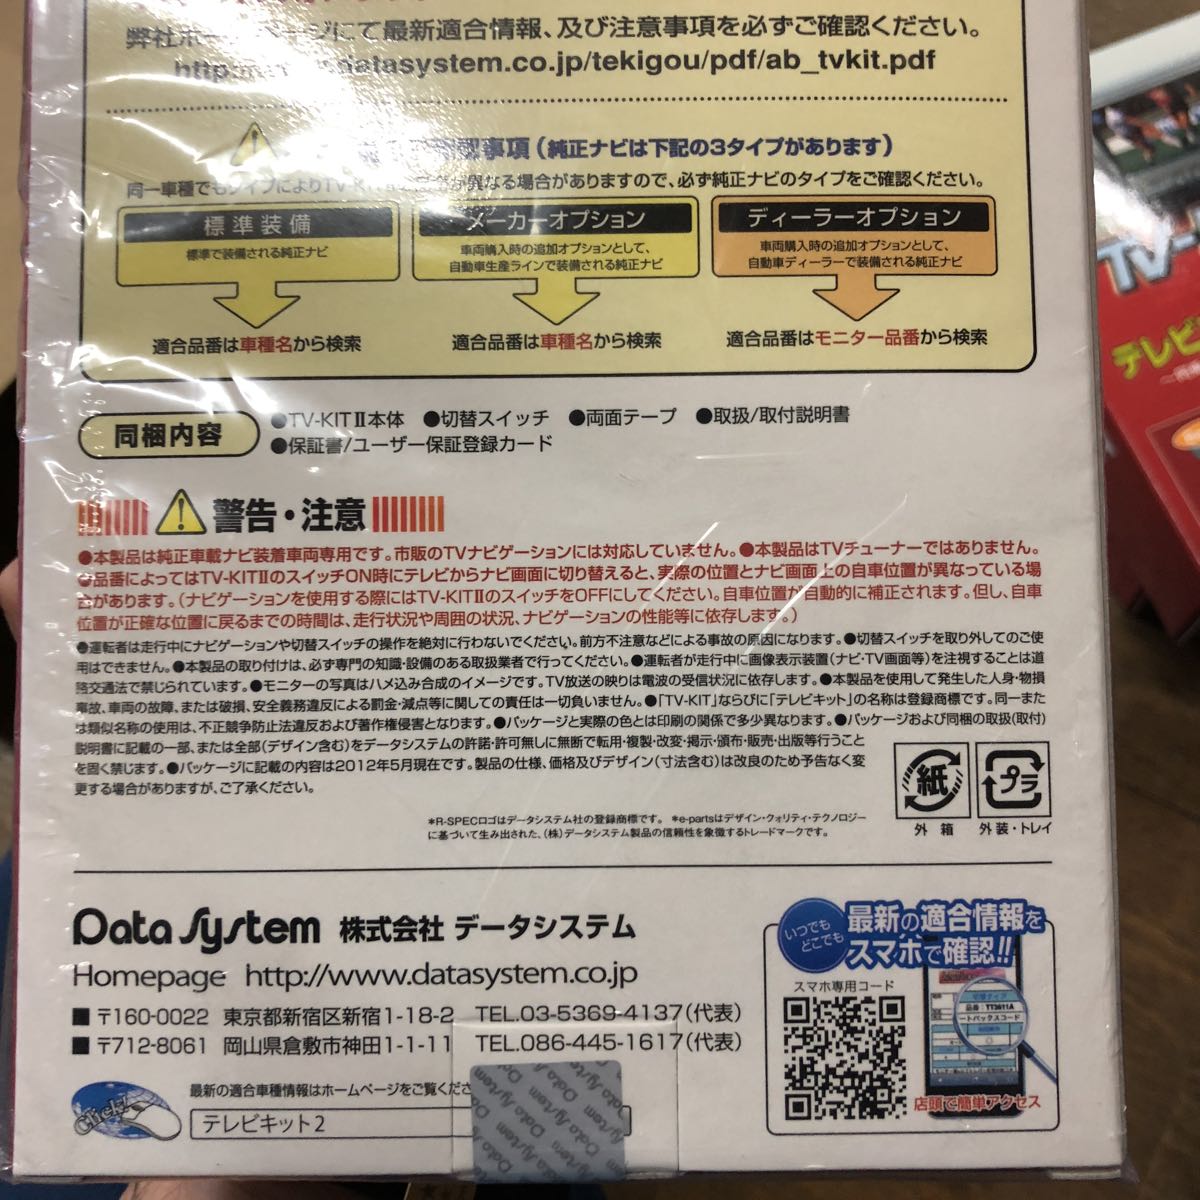 弊社ホームページにて最新適合情報、及び注意事項を必ずご確認ください。
datasystem.co.jp/tekigou/pdf/ab_tvkit.pdf
事項(純正ナビは下記の3タイプがあります)
同一車種でもタイプによりTV-KIT 異なる場合がありますので、必ず純正ナビのタイプをご確認ください。
標準装備
標準で装備される純正ナビ
適合品番は車種名から検索
メーカーオプション
車両購入時の追加オプションとして、
自動車生産ラインで装備される純正ナビ
適合品番は車種名から検索
ディーラーオプション
車両購入時の追加オプションとして、
自動車ディーラーで装備される純正ナビ
適合品番はモニター品番から検索
同梱内容
●TV-KITⅡ本体 ●切替スイッチ ●両面テープ ●取扱/取付説明書
●保証書/ユーザー保証登録カード
警告・注意
●本製品は純正車載ナビ装着車両専用です。市販のTVナビゲーションには対応していません。●本製品はTVチューナーではありません。
●品番によってはTV-KITⅡのスイッチON時にテレビからナビ画面に切り替えると、実際の位置とナビ画面上の自車位置が異なっている場
合があります。(ナビゲーションを使用する際にはTV-KITⅡのスイッチをOFFにしてください。自車位置が自動的に補正されます。但し、自車
位置が正確な位置に戻るまでの時間は、走行状況や周囲の状況、ナビゲーションの性能等に依存します。)
●運転者は走行中にナビゲーションや切替スイッチの操作を絶対に行わないでください。前方不注意などによる事故の原因になります。●切替スイッチを取り外してのご使
用はできません。●本製品の取り付けは、必ず専門の知識・設備のある取扱業者で行ってください。●運転者が走行中に画像表示装置(ナビ・TV画面等)を注視することは道
路交通法で禁じられています。●モニターの写真はハメ込み合成のイメージです。TV放送の映りは電波の受信状況に依存します。●本製品を使用して発生した人身・物損
事故、車両の故障、または破損、安全義務違反による罰金・減点等に関しての責任は一切負いません。●「TV-KIT」ならびに「テレビキット」の名称は登録商標です。同一また
は類似名称の使用は、不正競争防止法違反および著作権侵害となります。●パッケージと実際の色とは印刷の関係で多少異なります。●パッケージおよび同梱の取扱(取付)
説明書に記載の一部、または全部(デザイン含む)をデータシステムの許諾・許可無しに無断で転用・複製・改変・掲示・頒布・販売・出版等行うこと
を固く禁じます。●パッケージに記載の内容は2012年5月現在です。製品の仕様、価格及びデザイン(寸法含む)は改良のため予告なく変
更する場合がありますが、ご了承ください。
紙
外箱
プラ
外装・トレイ
*R-SPECロゴはデータシステム社の登録商標です。 *e-partsはデザイン・クォリティ・テクノロジー
に基づいて生み出された、(株)データシステム製品の信頼性を象徴するトレードマークです。
Data System 株式会社 データシステム
Homepage http://www.datasystem.co.jp
■〒160-0022 東京都新宿区新宿1-18-2 TEL.03-5369-4137(代表)
■〒712-8061 岡山県倉敷市神田1-1-11 TEL.086-445-1617(代表)
最新の適合車種情報はホームページをご覧くださ
Click!
テレビキット2
Data System
いつでも
どこでも
最新の適合情報を
スマホで確認!!
スマホ専用コード
品番 TT3611A
ートバックスコード
店頭で簡単アクセス
TV-
テレビ